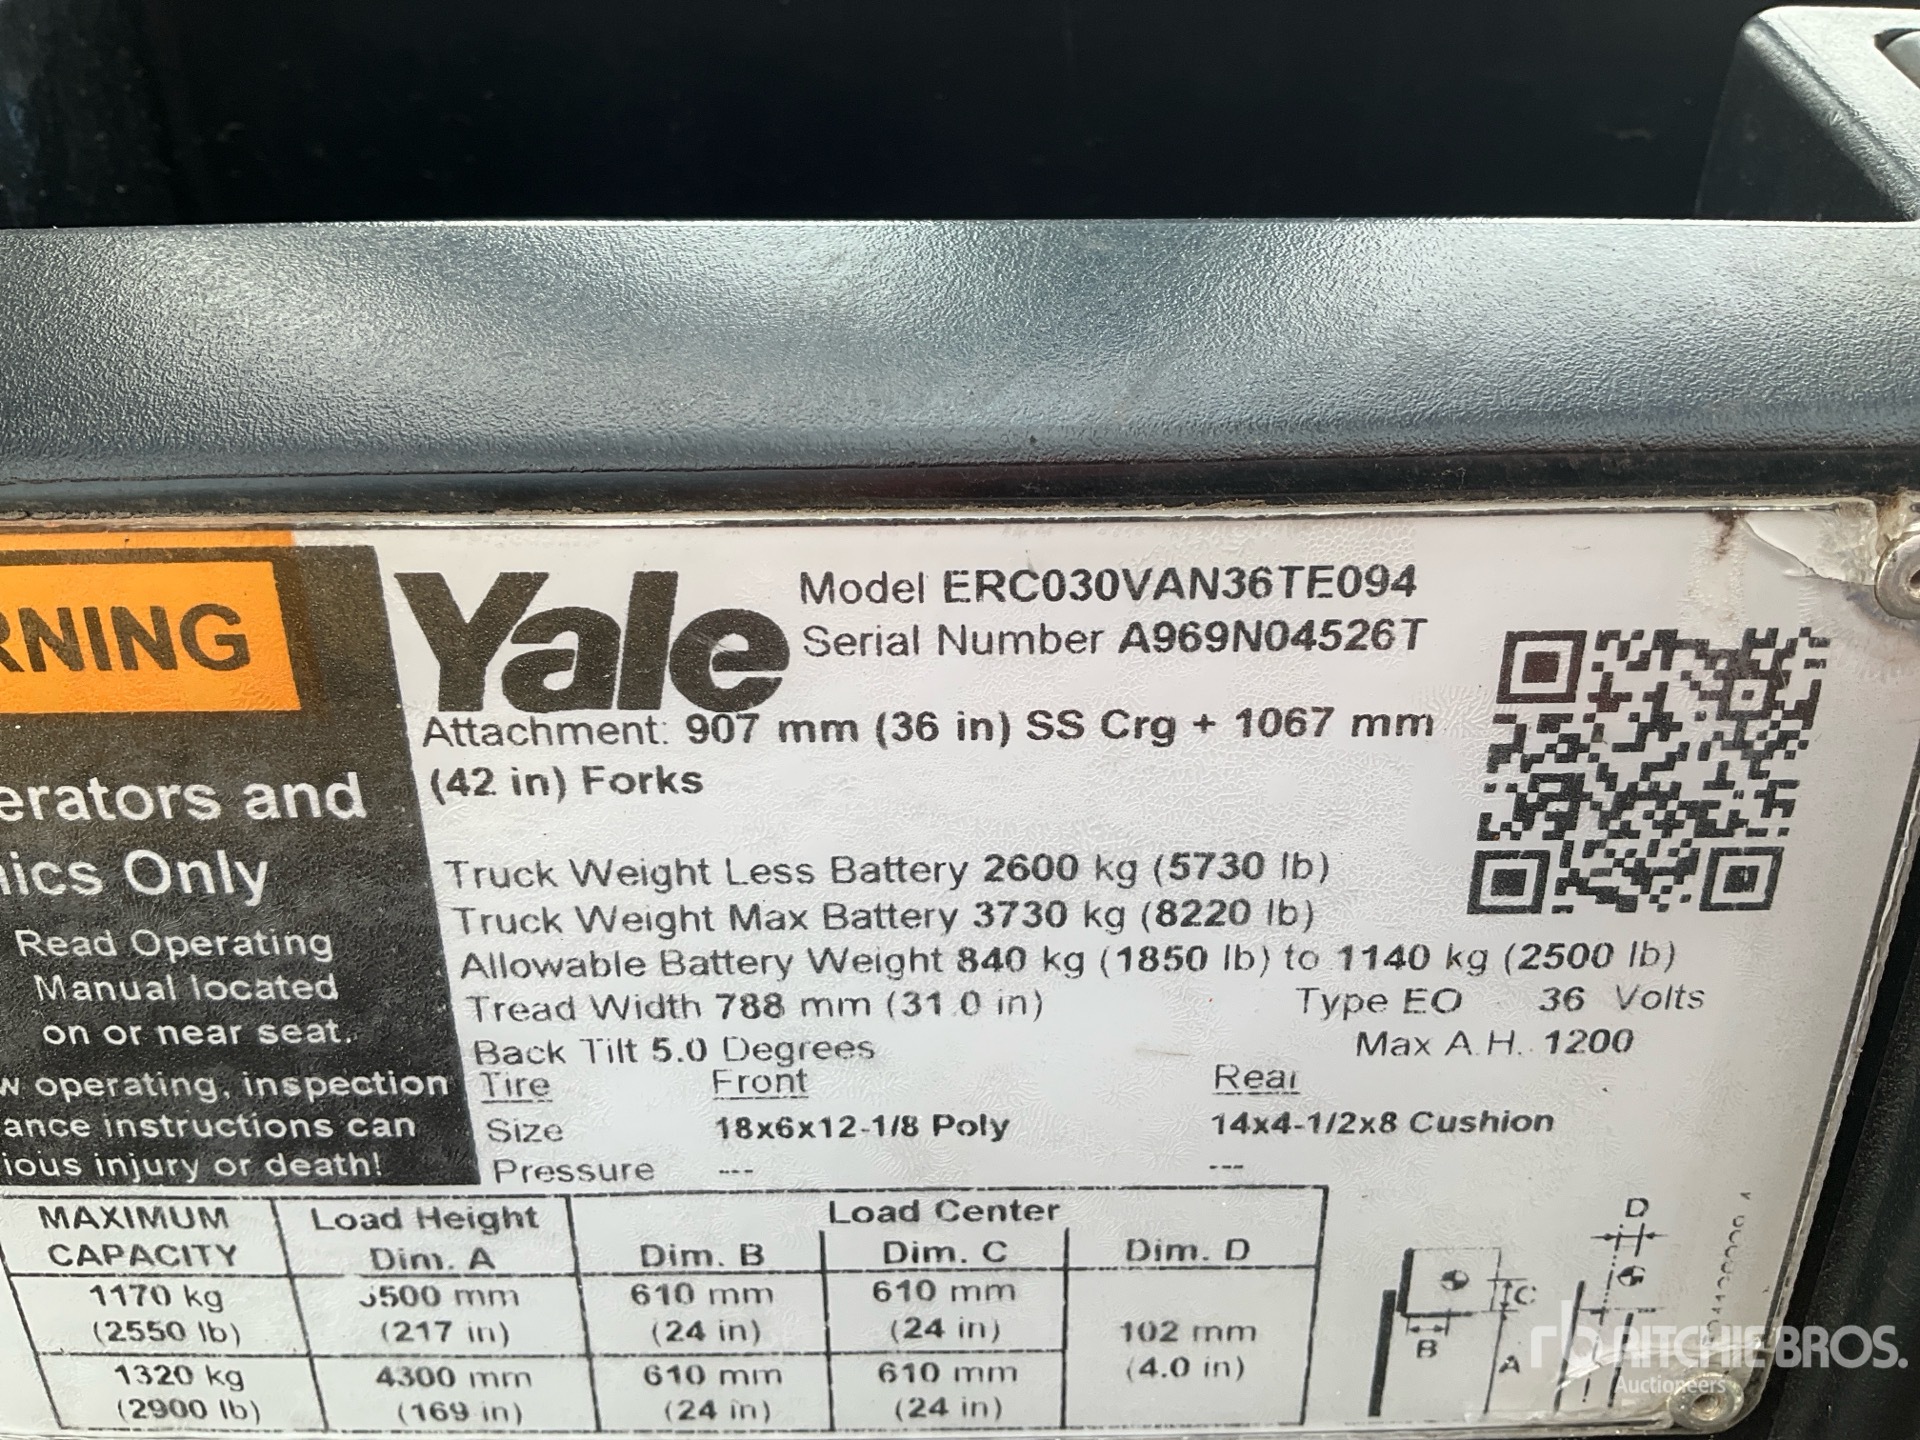 RNING
erators and
nics Only
Read Operating
Manual located
on or near seat.
w operating, inspection
ance instructions can
ious injury or death!
Yale
Model ERC030VAN36TE094
Serial Number A969N04526T
Attachment: 907 mm (36 in) SS Crg + 1067 mm
(42 in) Forks
Truck Weight Less Battery 2600 kg (5730 lb)
Truck Weight Max Battery 3730 kg (8220 lb)
Allowable Battery Weight 840 kg (1850 lb) to 1140 kg (2500 lb)
Tread Width 788 mm (31.0 in) Type EO 36 Volts
Back Tilt 5.0 Degrees Max A.H. 1200
Tire Front Rear
Size 18x6x12-1/8 Poly 14x4-1/2x8 Cushion
Pressure --- ---
MAXIMUM CAPACITY Load Height Dim. A Load Center
Dim. B Dim. C Dim. D
1170 kg 5500 mm 610 mm 610 mm
(2550 lb) (217 in) (24 in) (24 in)
102 mm
(4.0 in)
1320 kg 4300 mm 610 mm 610 mm
(2900 lb) (169 in) (24 in) (24 in)
D
C
B
A
rb RITCHIE BROS.
Auctioneers